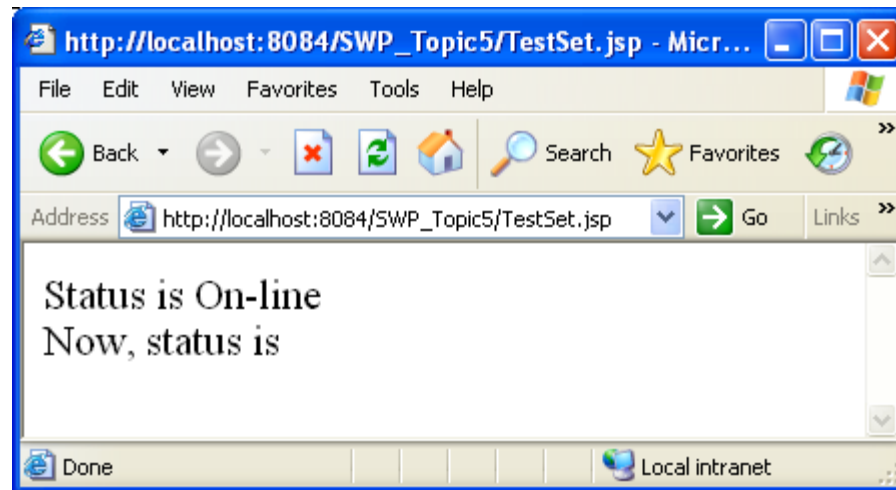 http://localhost:8084/SWP_Topic5/TestSet.jsp - Micr...
File Edit View Favorites Tools Help
Back Search Favorites »
Address http://localhost:8084/SWP_Topic5/TestSet.jsp Go Links »
Status is On-line
Now, status is
Done Local intranet